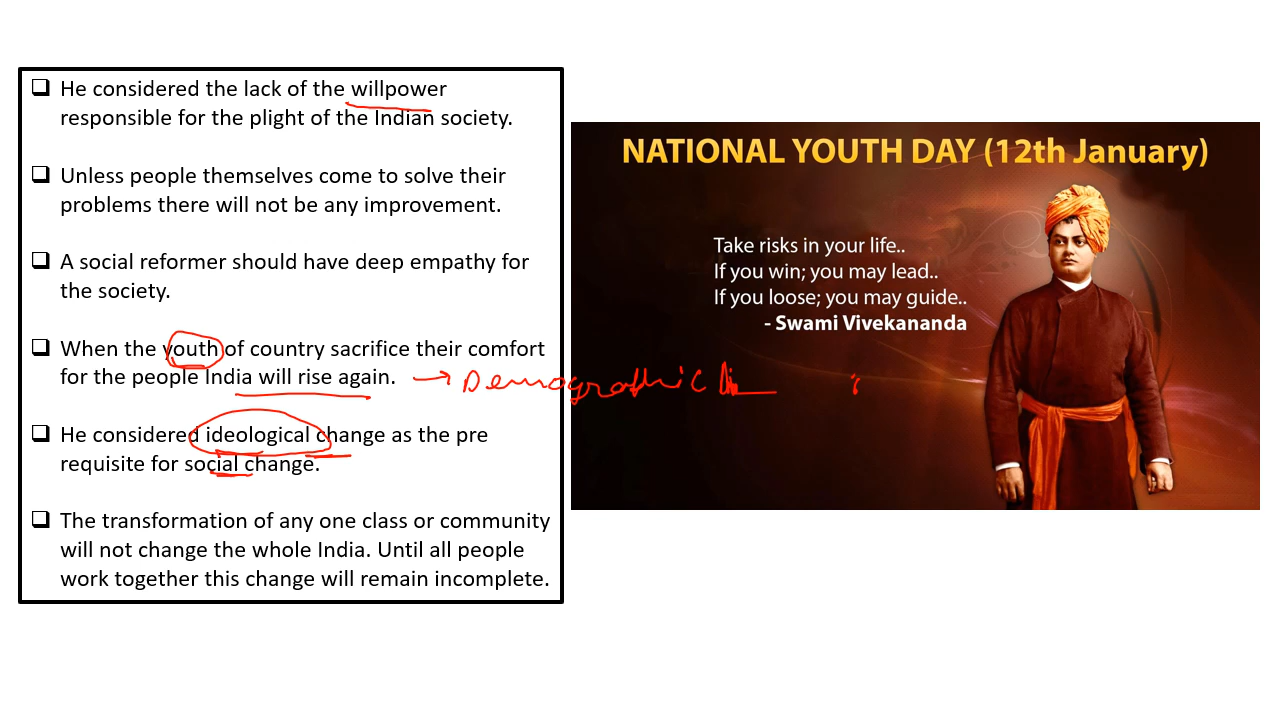 He considered the lack of the willpower
responsible for the plight of the Indian society.
Unless people themselves come to solve their
problems there will not be any improvement.
A social reformer should have deep empathy for
the society.
When the youth of country sacrifice their comfort
for the people India will rise again.
→ Demographic
He considered ideological change as the pre
requisite for social change.
The transformation of any one class or community
will not change the whole India. Until all people
work together this change will remain incomplete.
NATIONAL YOUTH DAY (12th January)
Take risks in your life..
If you win; you may lead..
If you loose; you may guide..
- Swami Vivekananda